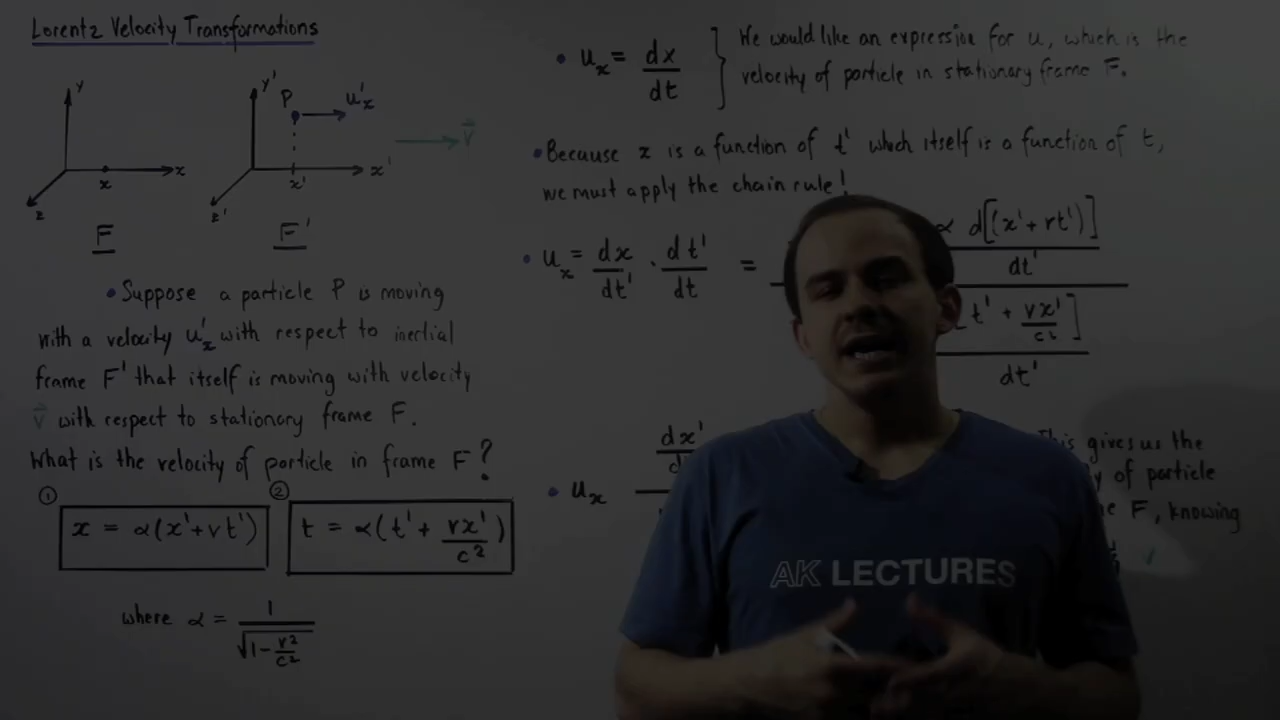 Lorentz Velocity Transformations
y
x
x
z
F
y'
P
u'x
x'
x'
z'
F'
v
• Suppose a particle P is moving
with a velocity u'x with respect to inertial
frame F' that itself is moving with velocity
v with respect to stationary frame F.
What is the velocity of particle in frame F?
① x = α(x' + vt')
② t = α(t' + vx'/c²)
where α = 1/√(1 - v²/c²)
• ux = dx/dt } We would like an expression for u, which is the
velocity of particle in stationary frame F.
• Because x is a function of t' which itself is a function of t,
we must apply the chain rule!
• ux = dx/dt' · dt'/dt = α d[(x' + vt')]
dt'
[t' + vx'/c²]
dt'
• ux
dx'
This gives us the
of particle
F, knowing
v
AK LECTURES